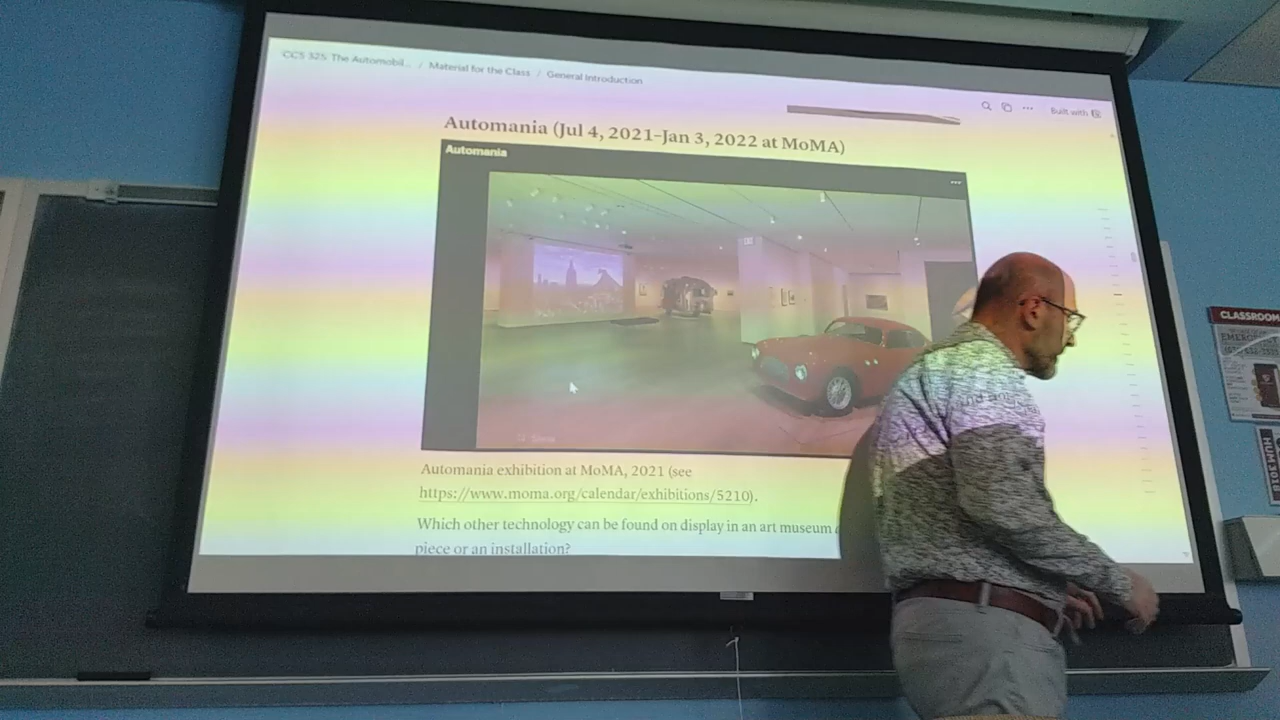 CCS 325 The Automobil... / Material for the Class / General Introduction
Built with
Automania (Jul 4, 2021–Jan 3, 2022 at MoMA)
Automania
Automania exhibition at MoMA, 2021 (see
https://www.moma.org/calendar/exhibitions/5210).
Which other technology can be found on display in an art museum
piece or an installation?
CLASSROOM
HUM 3018